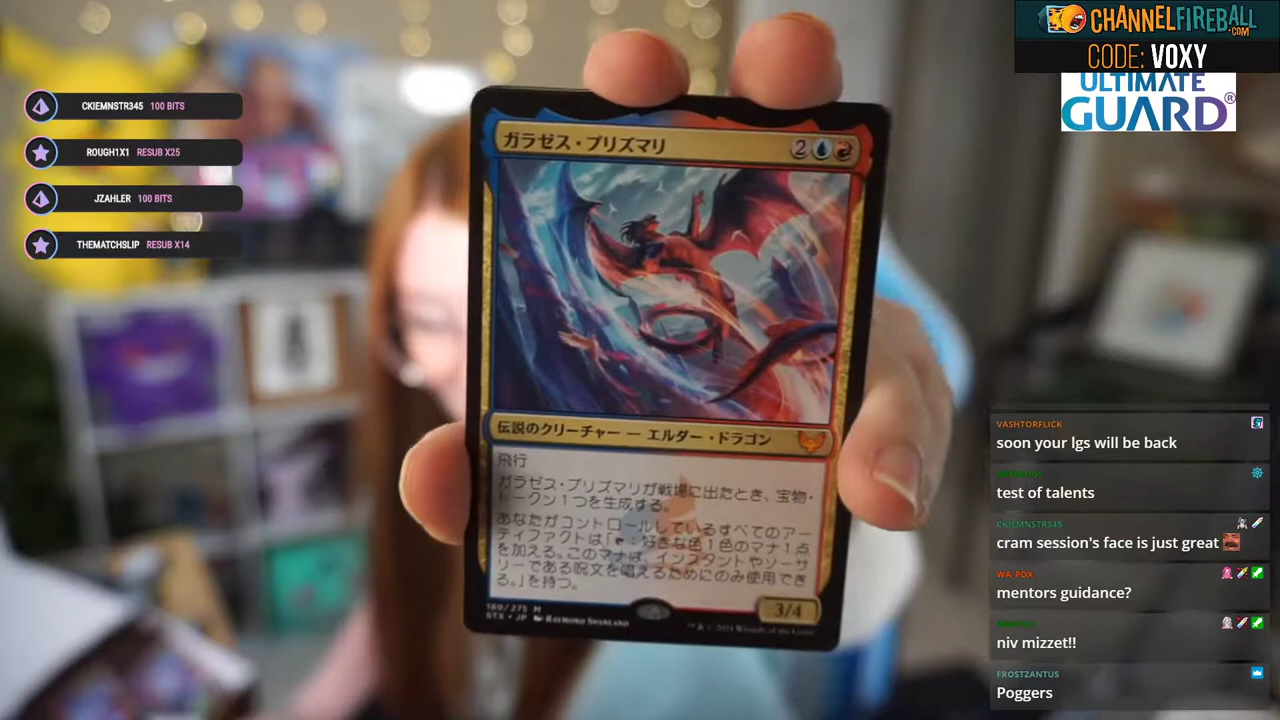 CHANNELFIREBALL
.COM
CODE: VOXY
ULTIMATE
GUARD®
CKIEMNSTR345 100 BITS
ROUGH1X1 RESUB X25
JZAHLER 100 BITS
THEMATCHSLIP RESUB X14
ガラゼス・プリズマリ 2
伝説のクリーチャー — エルダー・ドラゴン
飛行
ガラゼス・プリズマリが戦場に出たとき、宝物・
トークン1つを生成する。
あなたがコントロールしているすべてのアー
ティファクトは「:好きな色1色のマナ1点
を加える。このマナは、インスタントやソーサ
リーである呪文を唱えるためにのみ使用でき
る。」を持つ。
3/4
189/275 M
STX • JP RAYMOND SWANLAND
VASHTORFLICK
soon your lgs will be back
test of talents
CKIEMNSTR345
cram session's face is just great
WA_POX
mentors guidance?
niv mizzet!!
FROSTZANTUS
Poggers